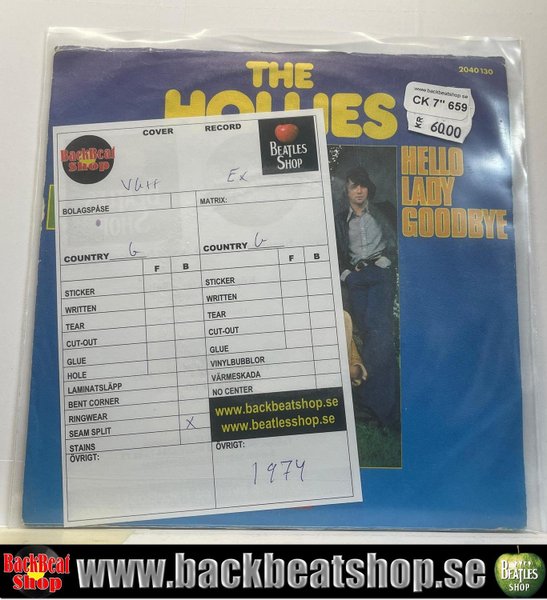 THE
HOLLIES
2040 130
www.backbeatshop.se
CK 7" 659
KR 60.00
HELLO
LADY
GOODBYE
COVER RECORD
BackBeat
Shop
BEATLES
SHOP
VG++ Ex
BOLAGSPÅSE MATRIX:
COUNTRY G COUNTRY G
F B F B
STICKER STICKER
WRITTEN WRITTEN
TEAR TEAR
CUT-OUT CUT-OUT
GLUE GLUE
HOLE VINYLBUBBLOR
LAMINATSLÄPP VÄRMESKADA
BENT CORNER NO CENTER
RINGWEAR
SEAM SPLIT X
STAINS
www.backbeatshop.se
www.beatlesshop.se
ÖVRIGT: ÖVRIGT:
1974
BackBeat
Shop
www.backbeatshop.se
BEATLES
SHOP